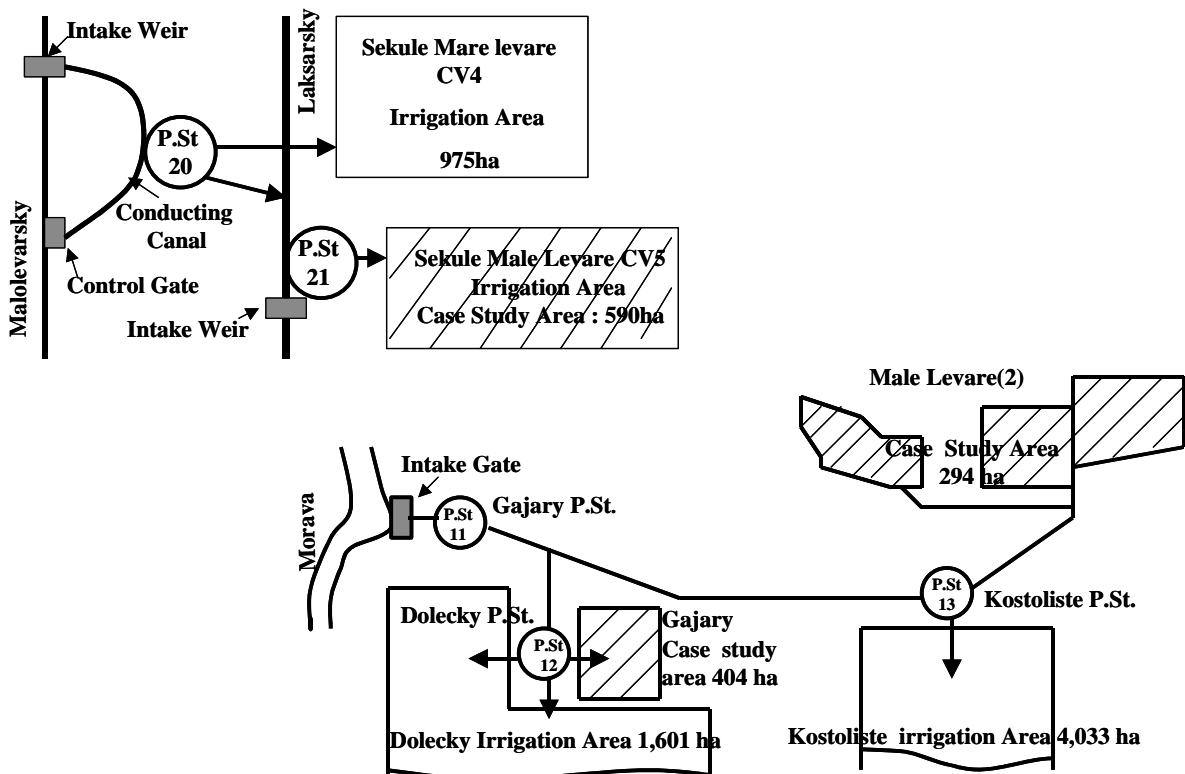 Intake Weir
Malolevarsky
P.St
20
Conducting
Canal
Control Gate
Laksarsky
Sekule Mare levare
CV4
Irrigation Area
975ha
P.St
21
Intake Weir
Sekule Male Levare CV5
Irrigation Area
Case Study Area : 590ha
Male Levare(2)
Case Study Area
294 ha
Morava
Intake Gate
P.St
11
Gajary P.St.
Dolecky P.St.
P.St
12
Gajary
Case study
area 404 ha
Dolecky Irrigation Area 1,601 ha
P.St
13
Kostoliste P.St.
Kostoliste irrigation Area 4,033 ha